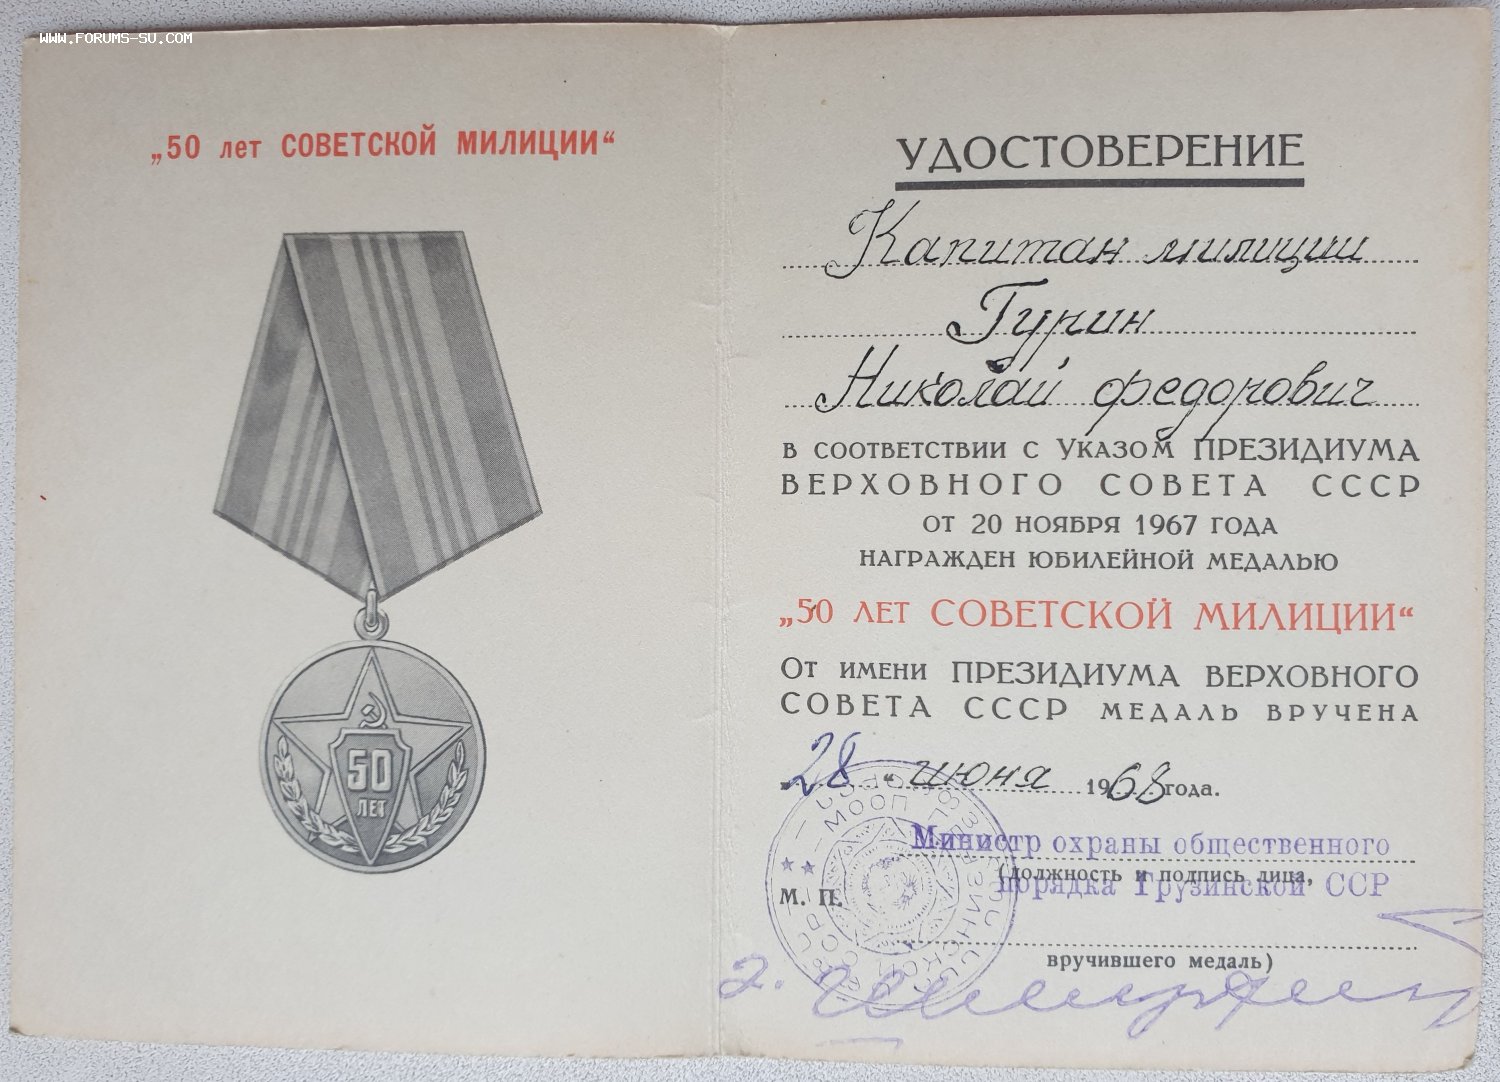 WWW.FORUMS-SU.COM
„50 лет СОВЕТСКОЙ МИЛИЦИИ“
50
ЛЕТ
УДОСТОВЕРЕНИЕ
Капитан милиции
Гурин
Николай Федорович
в соответствии с Указом ПРЕЗИДИУМА
ВЕРХОВНОГО СОВЕТА СССР
от 20 ноября 1967 года
награжден юбилейной медалью
„50 ЛЕТ СОВЕТСКОЙ МИЛИЦИИ“
От имени ПРЕЗИДИУМА ВЕРХОВНОГО
СОВЕТА СССР медаль вручена
„28“ июня 1968 года.
Министр охраны общественного
(должность и подпись лица,
порядка Грузинской ССР
М. П.
МООП
вручившего медаль)